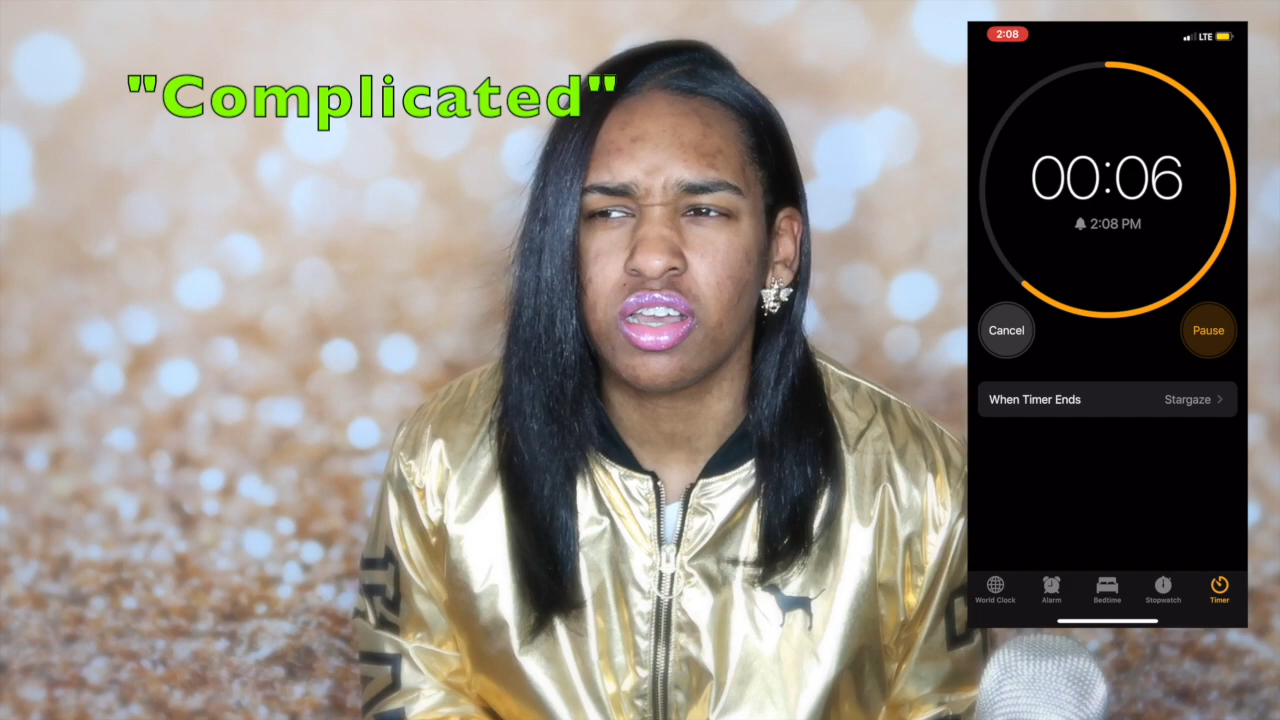 "Complicated"
2:08
LTE
00:06
2:08 PM
Cancel
Pause
When Timer Ends
Stargaze
World Clock
Alarm
Bedtime
Stopwatch
Timer